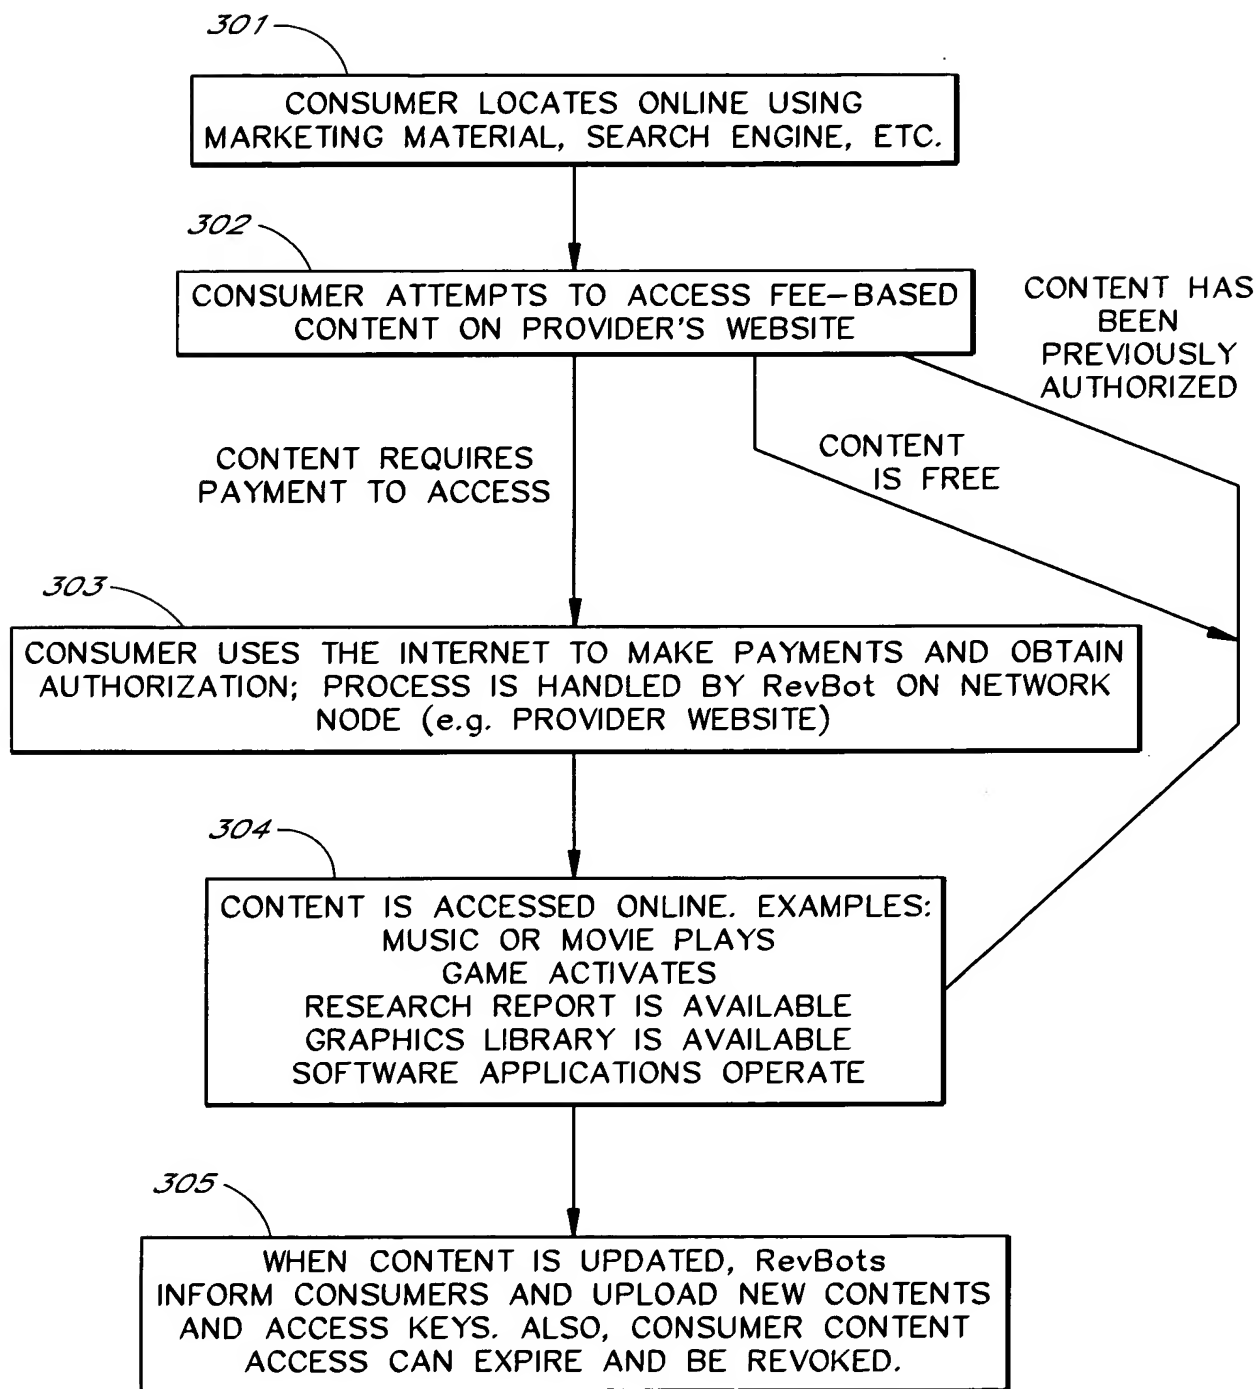 301
CONSUMER LOCATES ONLINE USING
MARKETING MATERIAL, SEARCH ENGINE, ETC.
302
CONSUMER ATTEMPTS TO ACCESS FEE-BASED
CONTENT ON PROVIDER'S WEBSITE
CONTENT HAS
BEEN
PREVIOUSLY
AUTHORIZED
CONTENT REQUIRES
PAYMENT TO ACCESS
CONTENT
IS FREE
303
CONSUMER USES THE INTERNET TO MAKE PAYMENTS AND OBTAIN
AUTHORIZATION; PROCESS IS HANDLED BY RevBot ON NETWORK
NODE (e.g. PROVIDER WEBSITE)
304
CONTENT IS ACCESSED ONLINE. EXAMPLES:
MUSIC OR MOVIE PLAYS
GAME ACTIVATES
RESEARCH REPORT IS AVAILABLE
GRAPHICS LIBRARY IS AVAILABLE
SOFTWARE APPLICATIONS OPERATE
305
WHEN CONTENT IS UPDATED, RevBots
INFORM CONSUMERS AND UPLOAD NEW CONTENTS
AND ACCESS KEYS. ALSO, CONSUMER CONTENT
ACCESS CAN EXPIRE AND BE REVOKED.